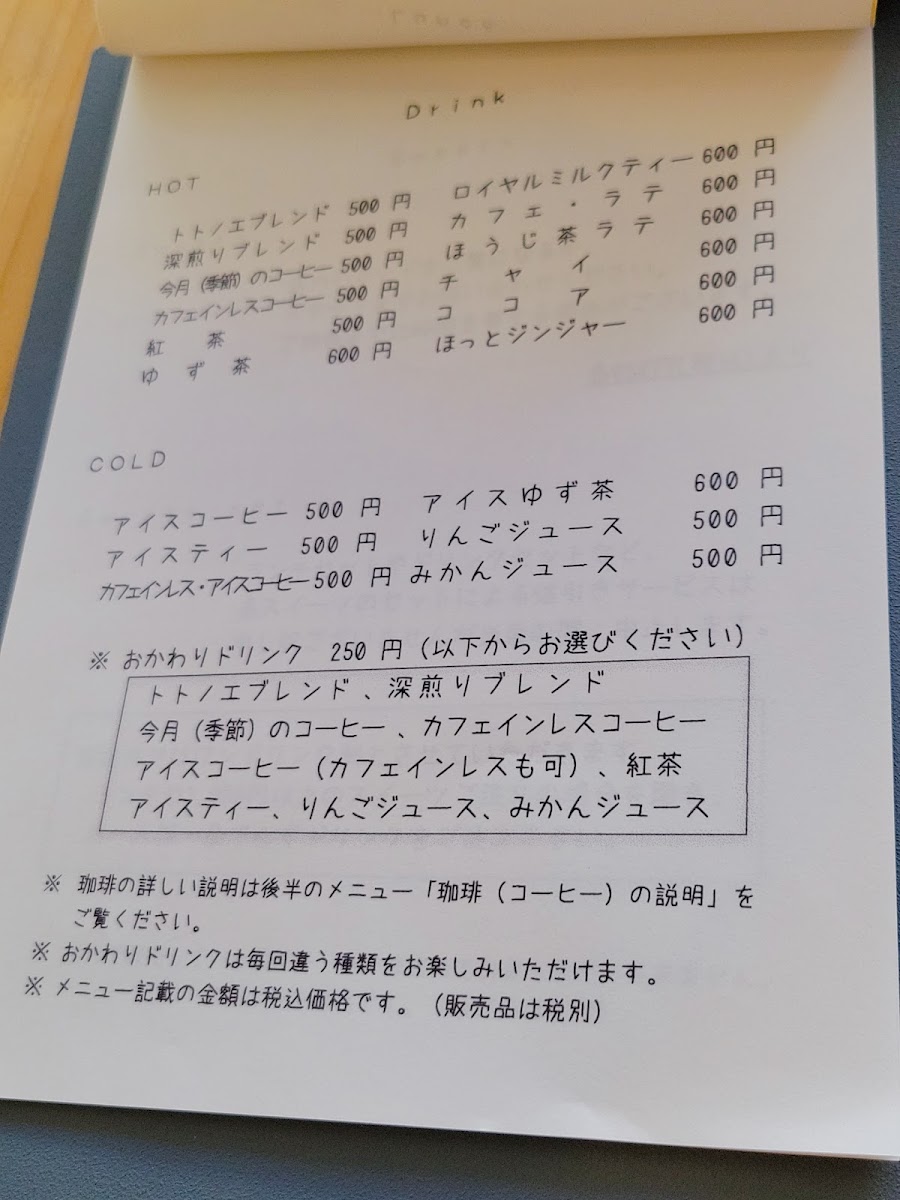 Drink
HOT
トトノエブレンド 500 円 ロイヤルミルクティー 600 円
深煎りブレンド 500 円 カフェ・ラテ 600 円
今月(季節)のコーヒー 500 円 ほうじ茶ラテ 600 円
カフェインレスコーヒー 500 円 チャイ 600 円
紅茶 500 円 ココア 600 円
ゆず茶 600 円 ほっとジンジャー 600 円
COLD
アイスコーヒー 500 円 アイスゆず茶 600 円
アイスティー 500 円 りんごジュース 500 円
カフェインレス・アイスコーヒー 500 円 みかんジュース 500 円
※ おかわりドリンク 250 円(以下からお選びください)
トトノエブレンド、深煎りブレンド
今月(季節)のコーヒー、カフェインレスコーヒー
アイスコーヒー(カフェインレスも可)、紅茶
アイスティー、りんごジュース、みかんジュース
※ 珈琲の詳しい説明は後半のメニュー「珈琲(コーヒー)の説明」を
ご覧ください。
※ おかわりドリンクは毎回違う種類をお楽しみいただけます。
※ メニュー記載の金額は税込価格です。(販売品は税別)